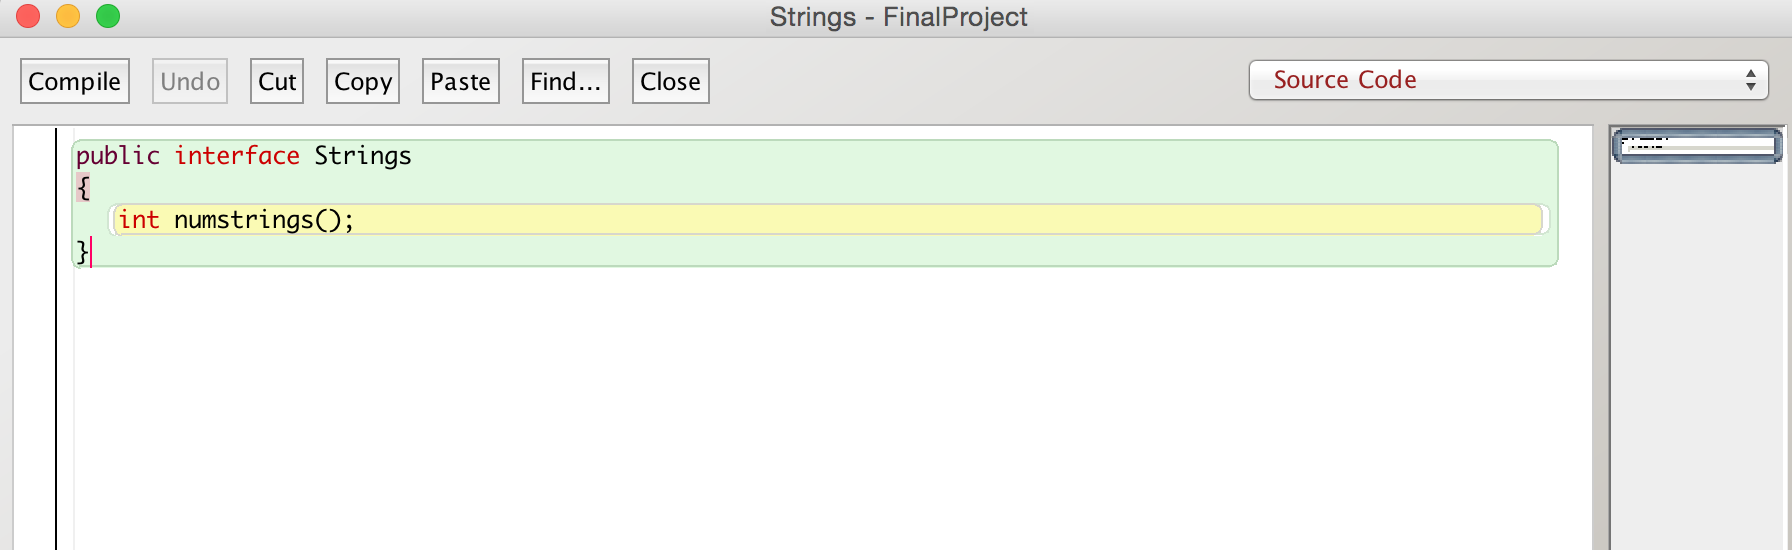 Strings - FinalProject
Compile Undo Cut Copy Paste Find... Close Source Code
public interface Strings
{
int numstrings();
}